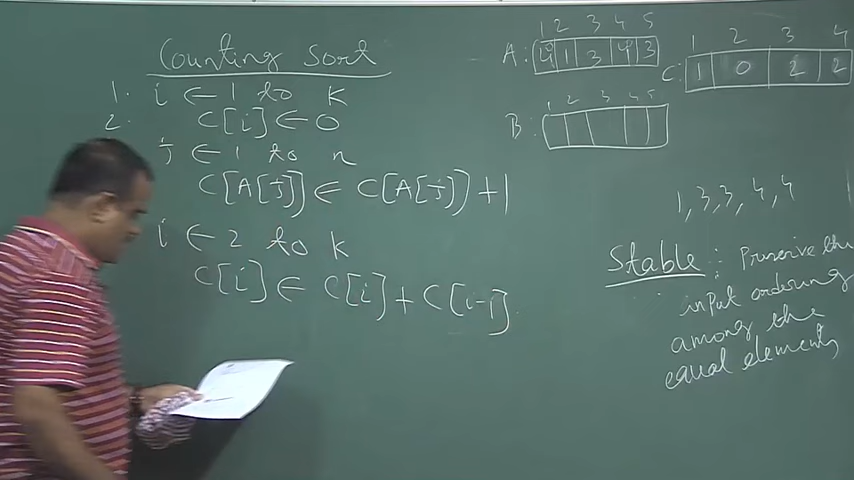 Counting Sort
1. i ← 1 to K
2. C[i] ← 0
j ← 1 to n
C[A[j]] ← C[A[j]] + 1
i ← 2 to k
C[i] ← C[i] + C[i-1]
1 2 3 4 5
A: 4 1 3 4 3
1 2 3 4
C: 1 0 2 2
1 2 3 4 5
B:
1, 3, 3, 4, 4
Stable : Preserve the
input ordering
among the
equal elements